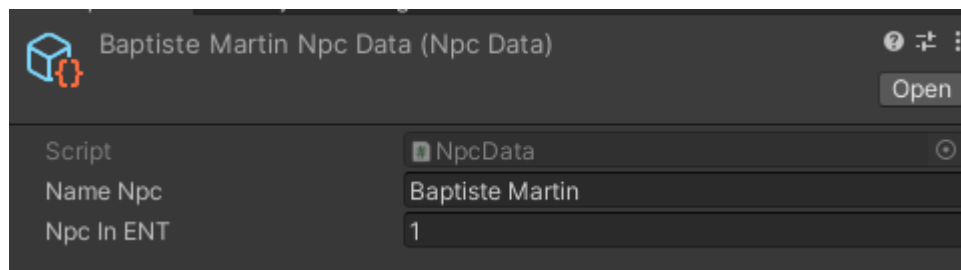 Baptiste Martin Npc Data (Npc Data)
Open
Script NpcData
Name Npc Baptiste Martin
Npc In ENT 1